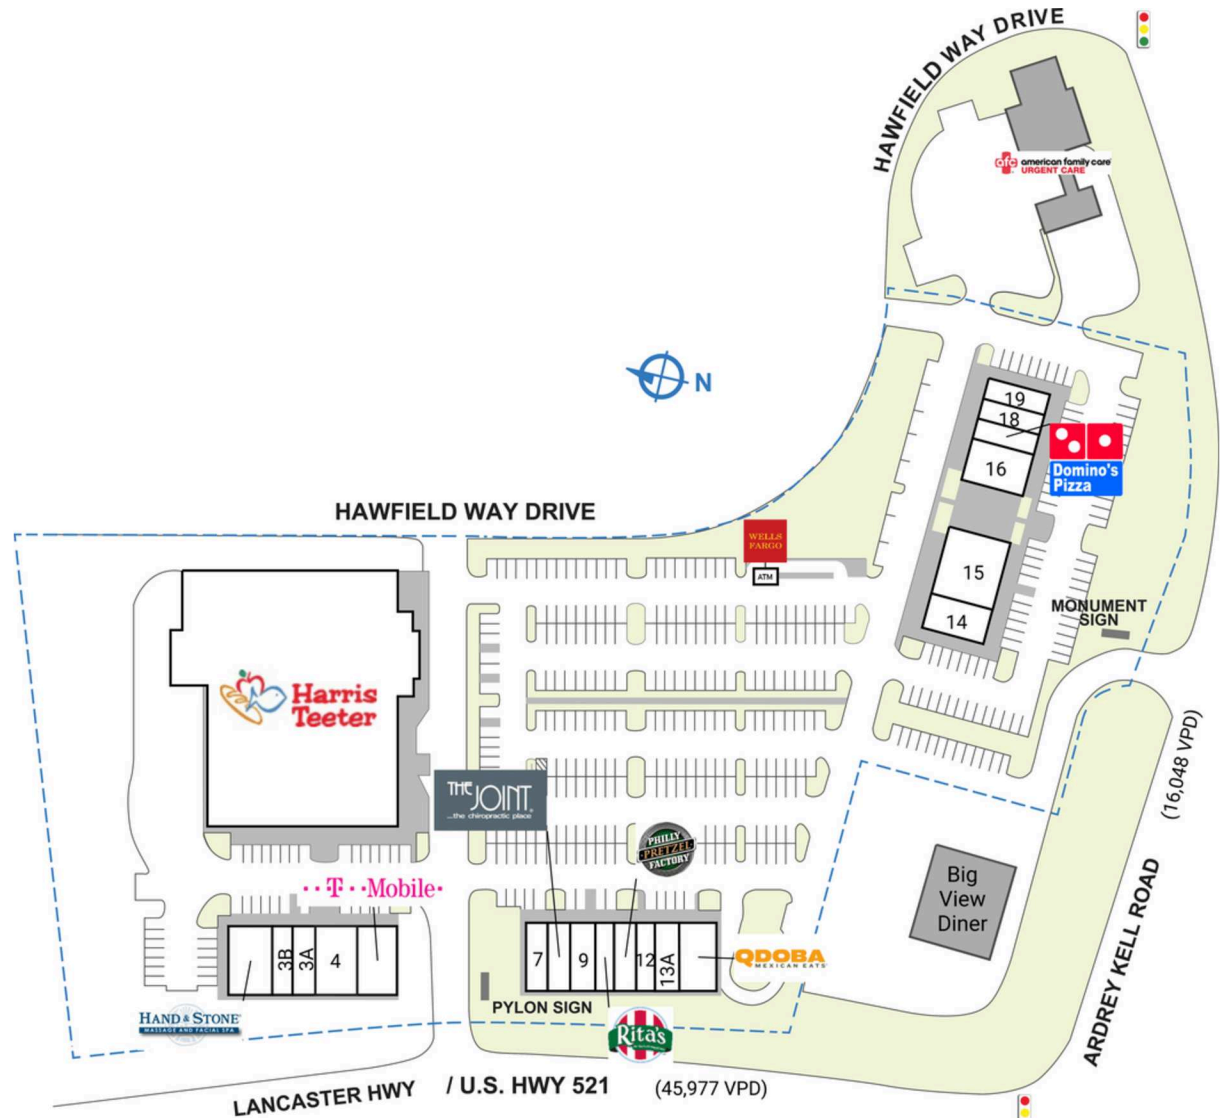 HAWFIELD WAY DRIVE
afc american family care®
URGENT CARE
N
19
18
16
Domino's
Pizza
15
14
MONUMENT
SIGN
HAWFIELD WAY DRIVE
WELLS
FARGO
ATM
Harris
Teeter
THE JOINT®
...the chiropractic place
PHILLY
PRETZEL
FACTORY
T-Mobile
3B
3A
4
7
9
12
13A
QDOBA
MEXICAN EATS
Big
View
Diner
HAND & STONE
MASSAGE AND FACIAL SPA
PYLON SIGN
Rita's
(16,048 VPD)
ARDREY KELL ROAD
LANCASTER HWY / U.S. HWY 521 (45,977 VPD)